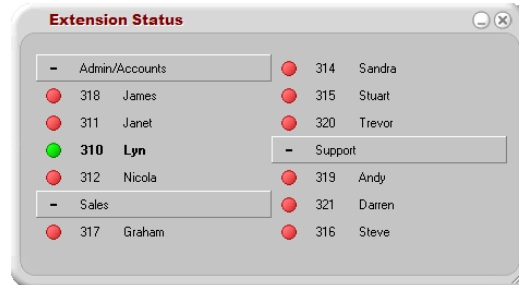 Extension Status
- Admin/Accounts
318 James
311 Janet
310 Lyn
312 Nicola
- Sales
317 Graham
314 Sandra
315 Stuart
320 Trevor
- Support
319 Andy
321 Darren
316 Steve